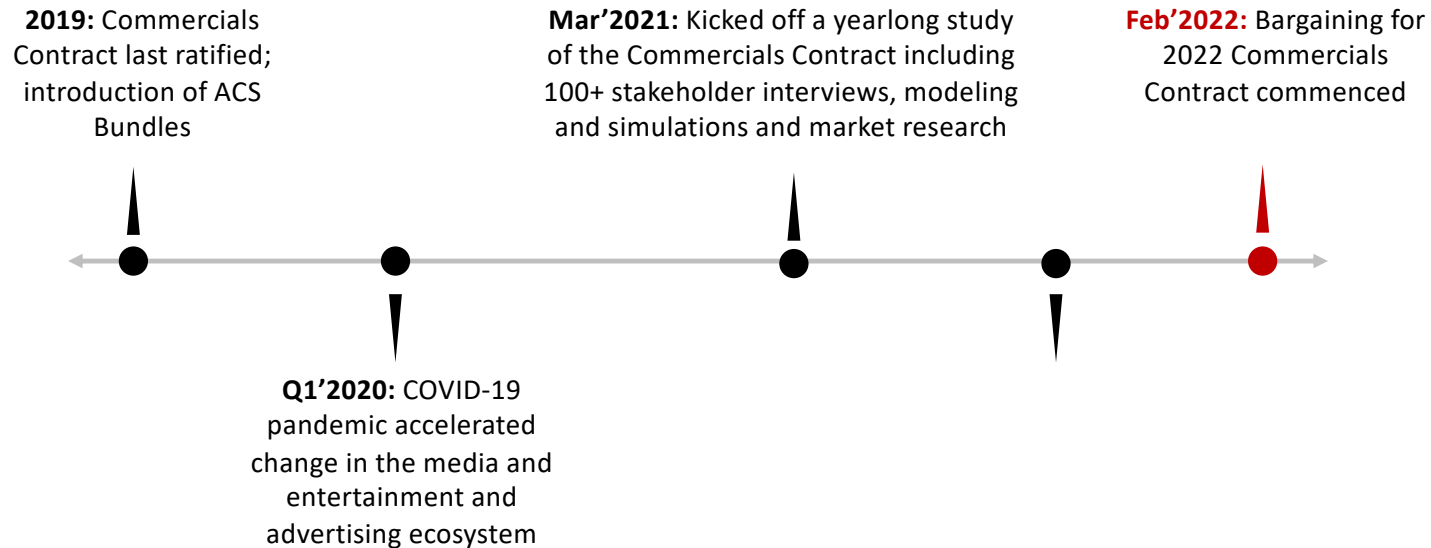 2019: Commercials
Contract last ratified;
introduction of ACS
Bundles
Q1’2020: COVID-19
pandemic accelerated
change in the media and
entertainment and
advertising ecosystem
Mar’2021: Kicked off a yearlong study
of the Commercials Contract including
100+ stakeholder interviews, modeling
and simulations and market research
Feb’2022: Bargaining for
2022 Commercials
Contract commenced